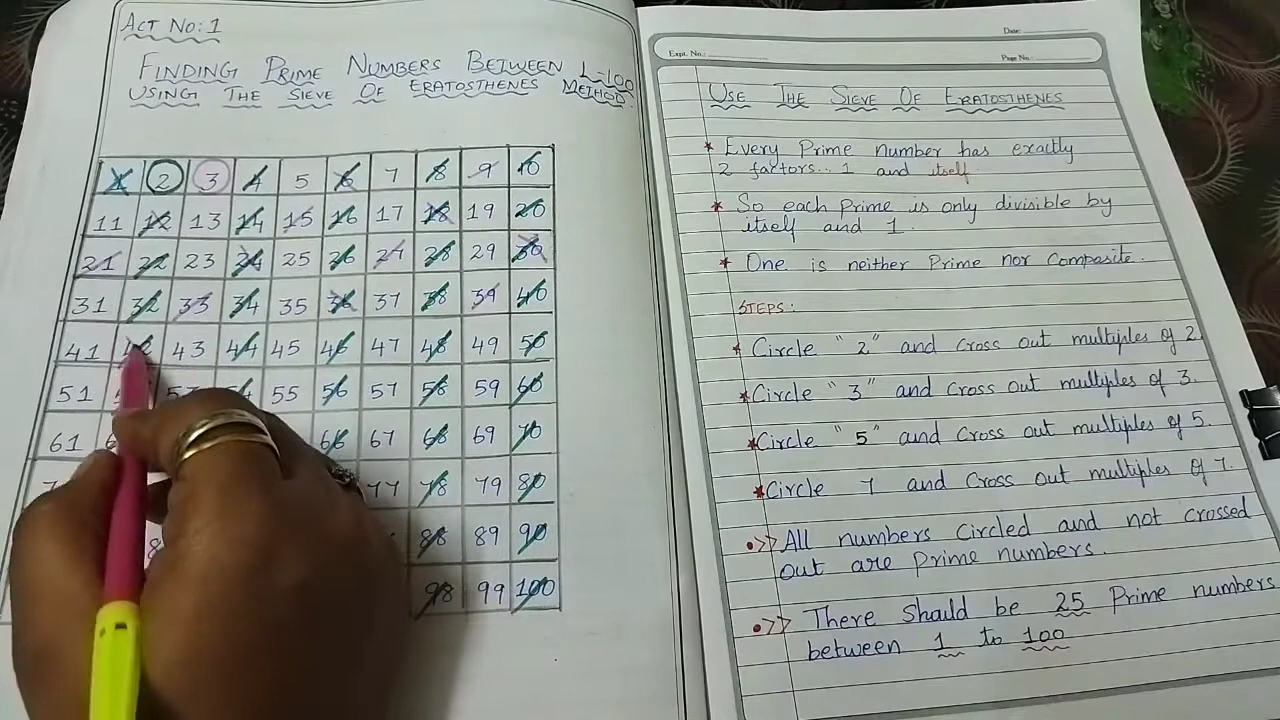 ACT NO: 1
FINDING PRIME NUMBERS BETWEEN 1-100
USING THE SIEVE OF ERATOSTHENES METHOD.
1 2 3 4 5 6 7 8 9 10
11 12 13 14 15 16 17 18 19 20
21 22 23 24 25 26 27 28 29 30
31 32 33 34 35 36 37 38 39 40
41 42 43 44 45 46 47 48 49 50
51 54 55 56 57 58 59 60
61 66 67 68 69 70
77 78 79 80
88 89 90
98 99 100
Date:
Expt. No.:
Page No.:
USE THE SIEVE OF ERATOSTHENES
* Every Prime number has exactly
2 factors.. 1 and itself
* So each Prime is only divisible by
itself and 1.
* One is neither Prime nor Composite.
STEPS:
* Circle "2" and Cross out multiples of 2.
* Circle "3" and Cross out multiples of 3.
* Circle "5" and Cross out multiples of 5.
* Circle 7 and Cross out multiples of 7.
All numbers Circled and not crossed
out are Prime numbers.
There should be 25 Prime numbers
between 1 to 100